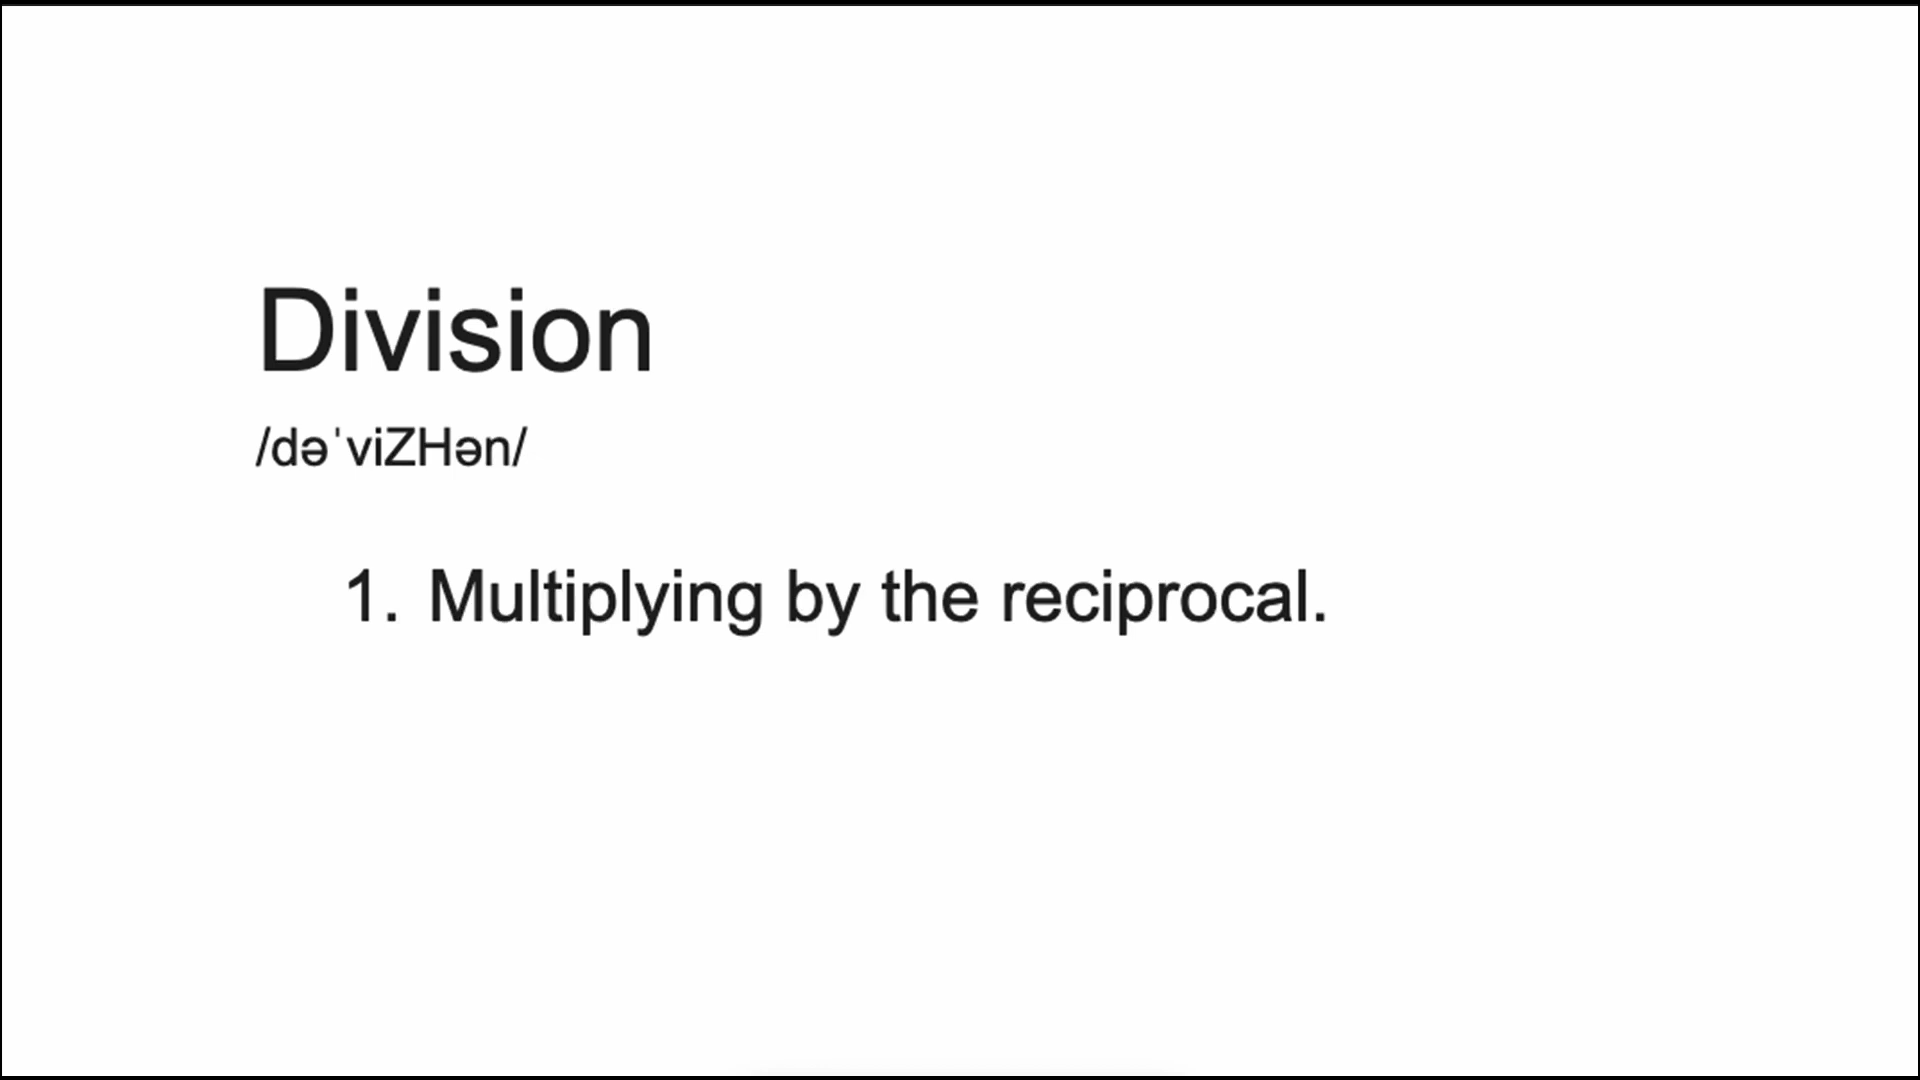 Division
/dəˈviZHən/
1. Multiplying by the reciprocal.